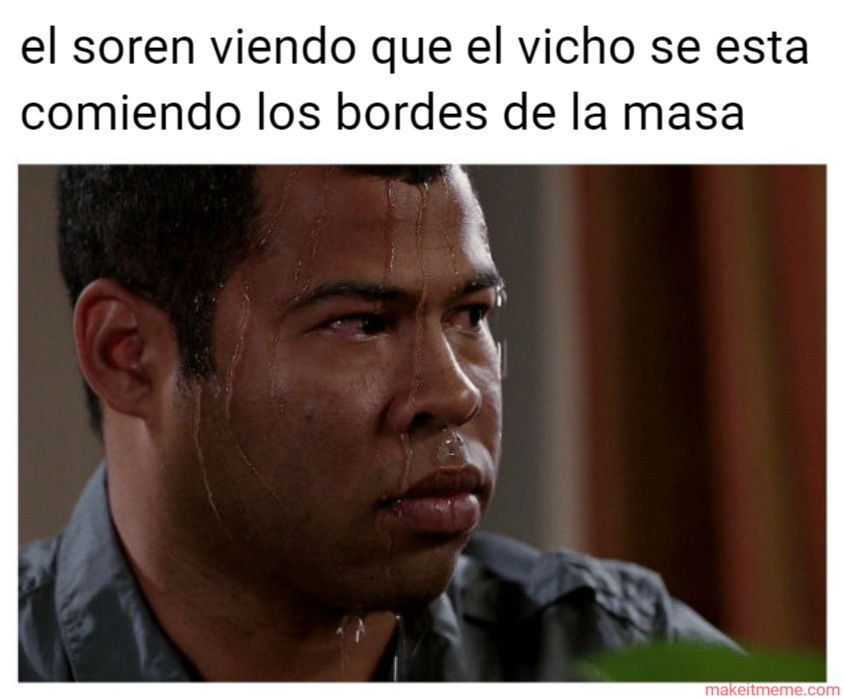 el soren viendo que el vicho se esta
comiendo los bordes de la masa
makeitmeme.com